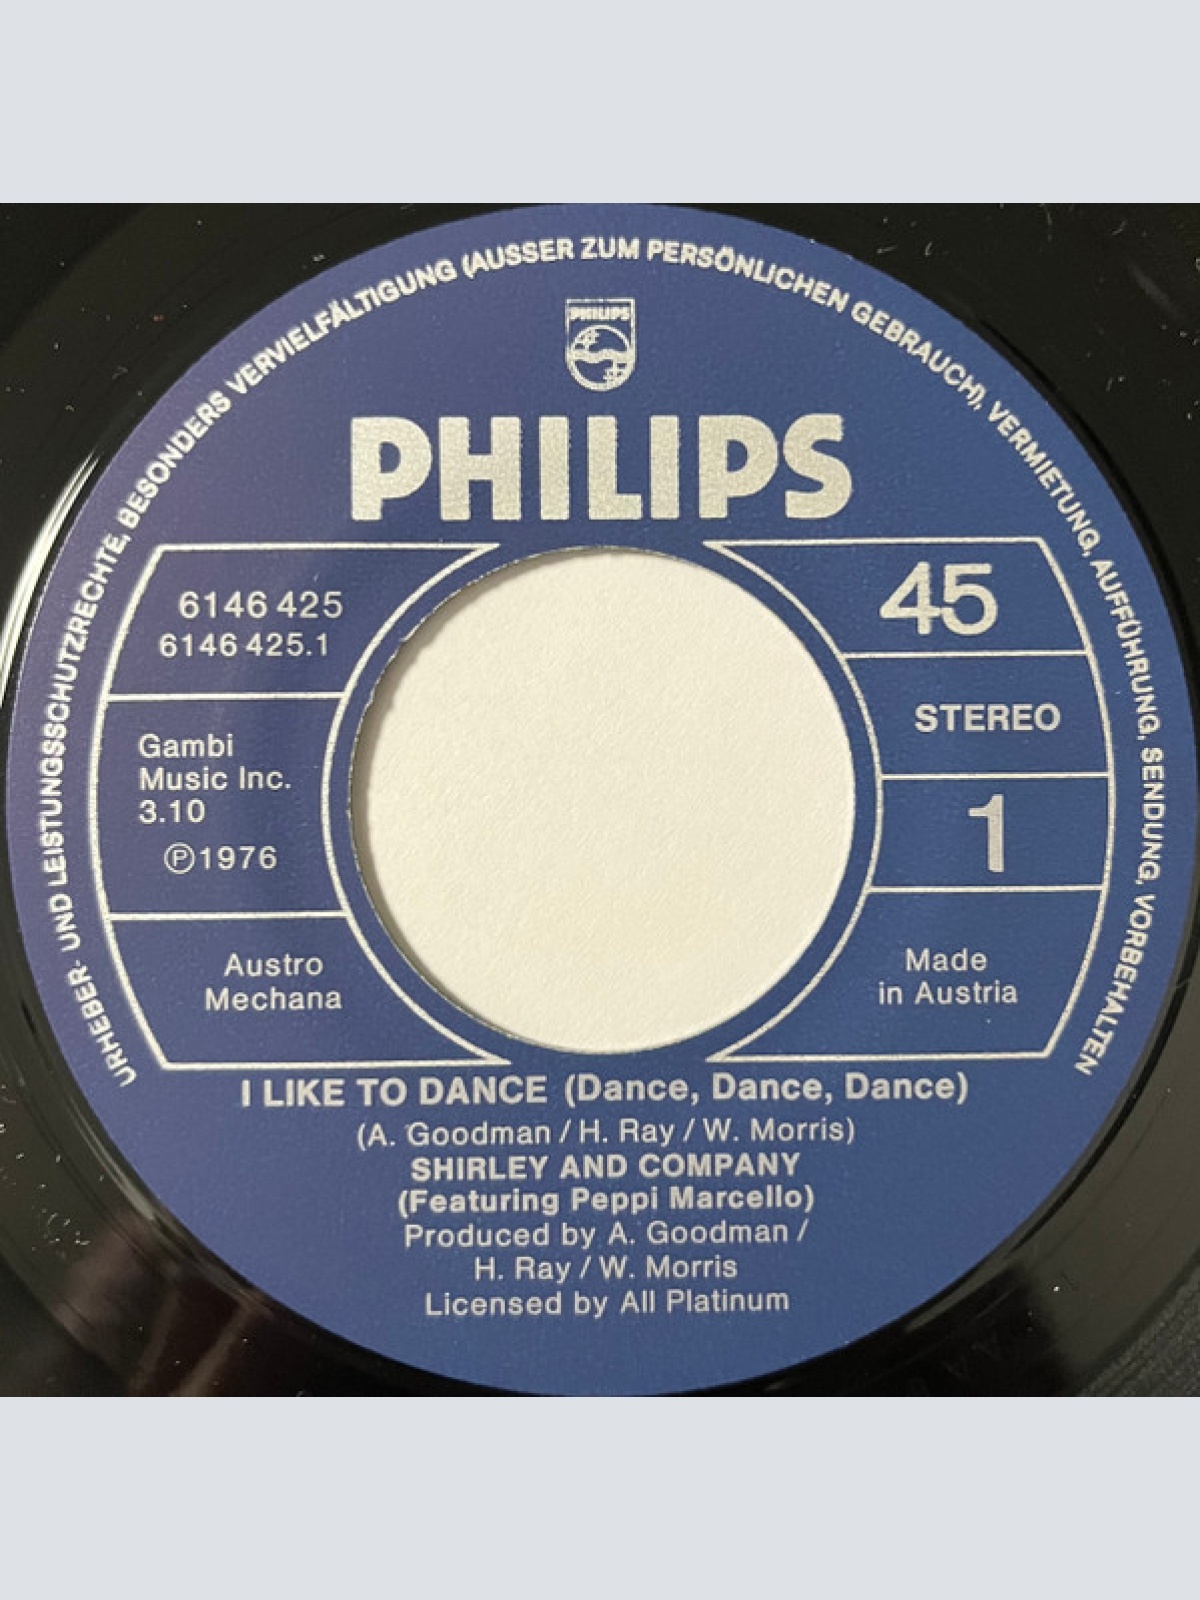 URHEBER- UND LEISTUNGSSCHUTZRECHTE, BESONDERS VERVIELFÄLTIGUNG (AUSSER ZUM PERSÖNLICHEN GEBRAUCH), VERMIETUNG, AUFFÜHRUNG, SENDUNG, VORBEHALTEN
PHILIPS
PHILIPS
6146 425
6146 425.1
Gambi
Music Inc.
3.10
Ⓟ1976
Austro
Mechana
45
STEREO
1
Made
in Austria
I LIKE TO DANCE (Dance, Dance, Dance)
(A. Goodman / H. Ray / W. Morris)
SHIRLEY AND COMPANY
(Featuring Peppi Marcello)
Produced by A. Goodman /
H. Ray / W. Morris
Licensed by All Platinum